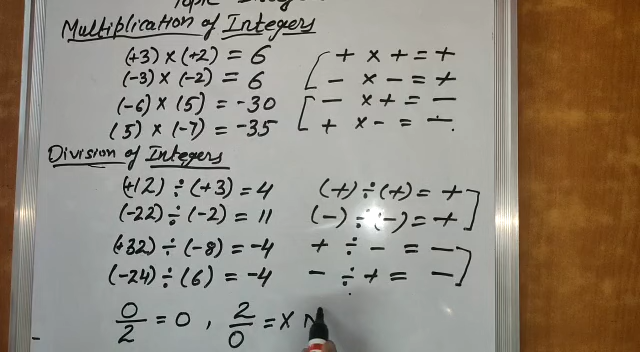 Topic
Multiplication of Integers
(+3) × (+2) = 6 + × + = +
(-3) × (-2) = 6 - × - = +
(-6) × (5) = -30 - × + = -
(5) × (-7) = -35 + × - = -.
Division of Integers
(+12) ÷ (+3) = 4 (+) ÷ (+) = +
(-22) ÷ (-2) = 11 (-) ÷ (-) = +
(+32) ÷ (-8) = -4 + ÷ - = -
(-24) ÷ (6) = -4 - ÷ + = -
0/2 = 0 , 2/0 = × N